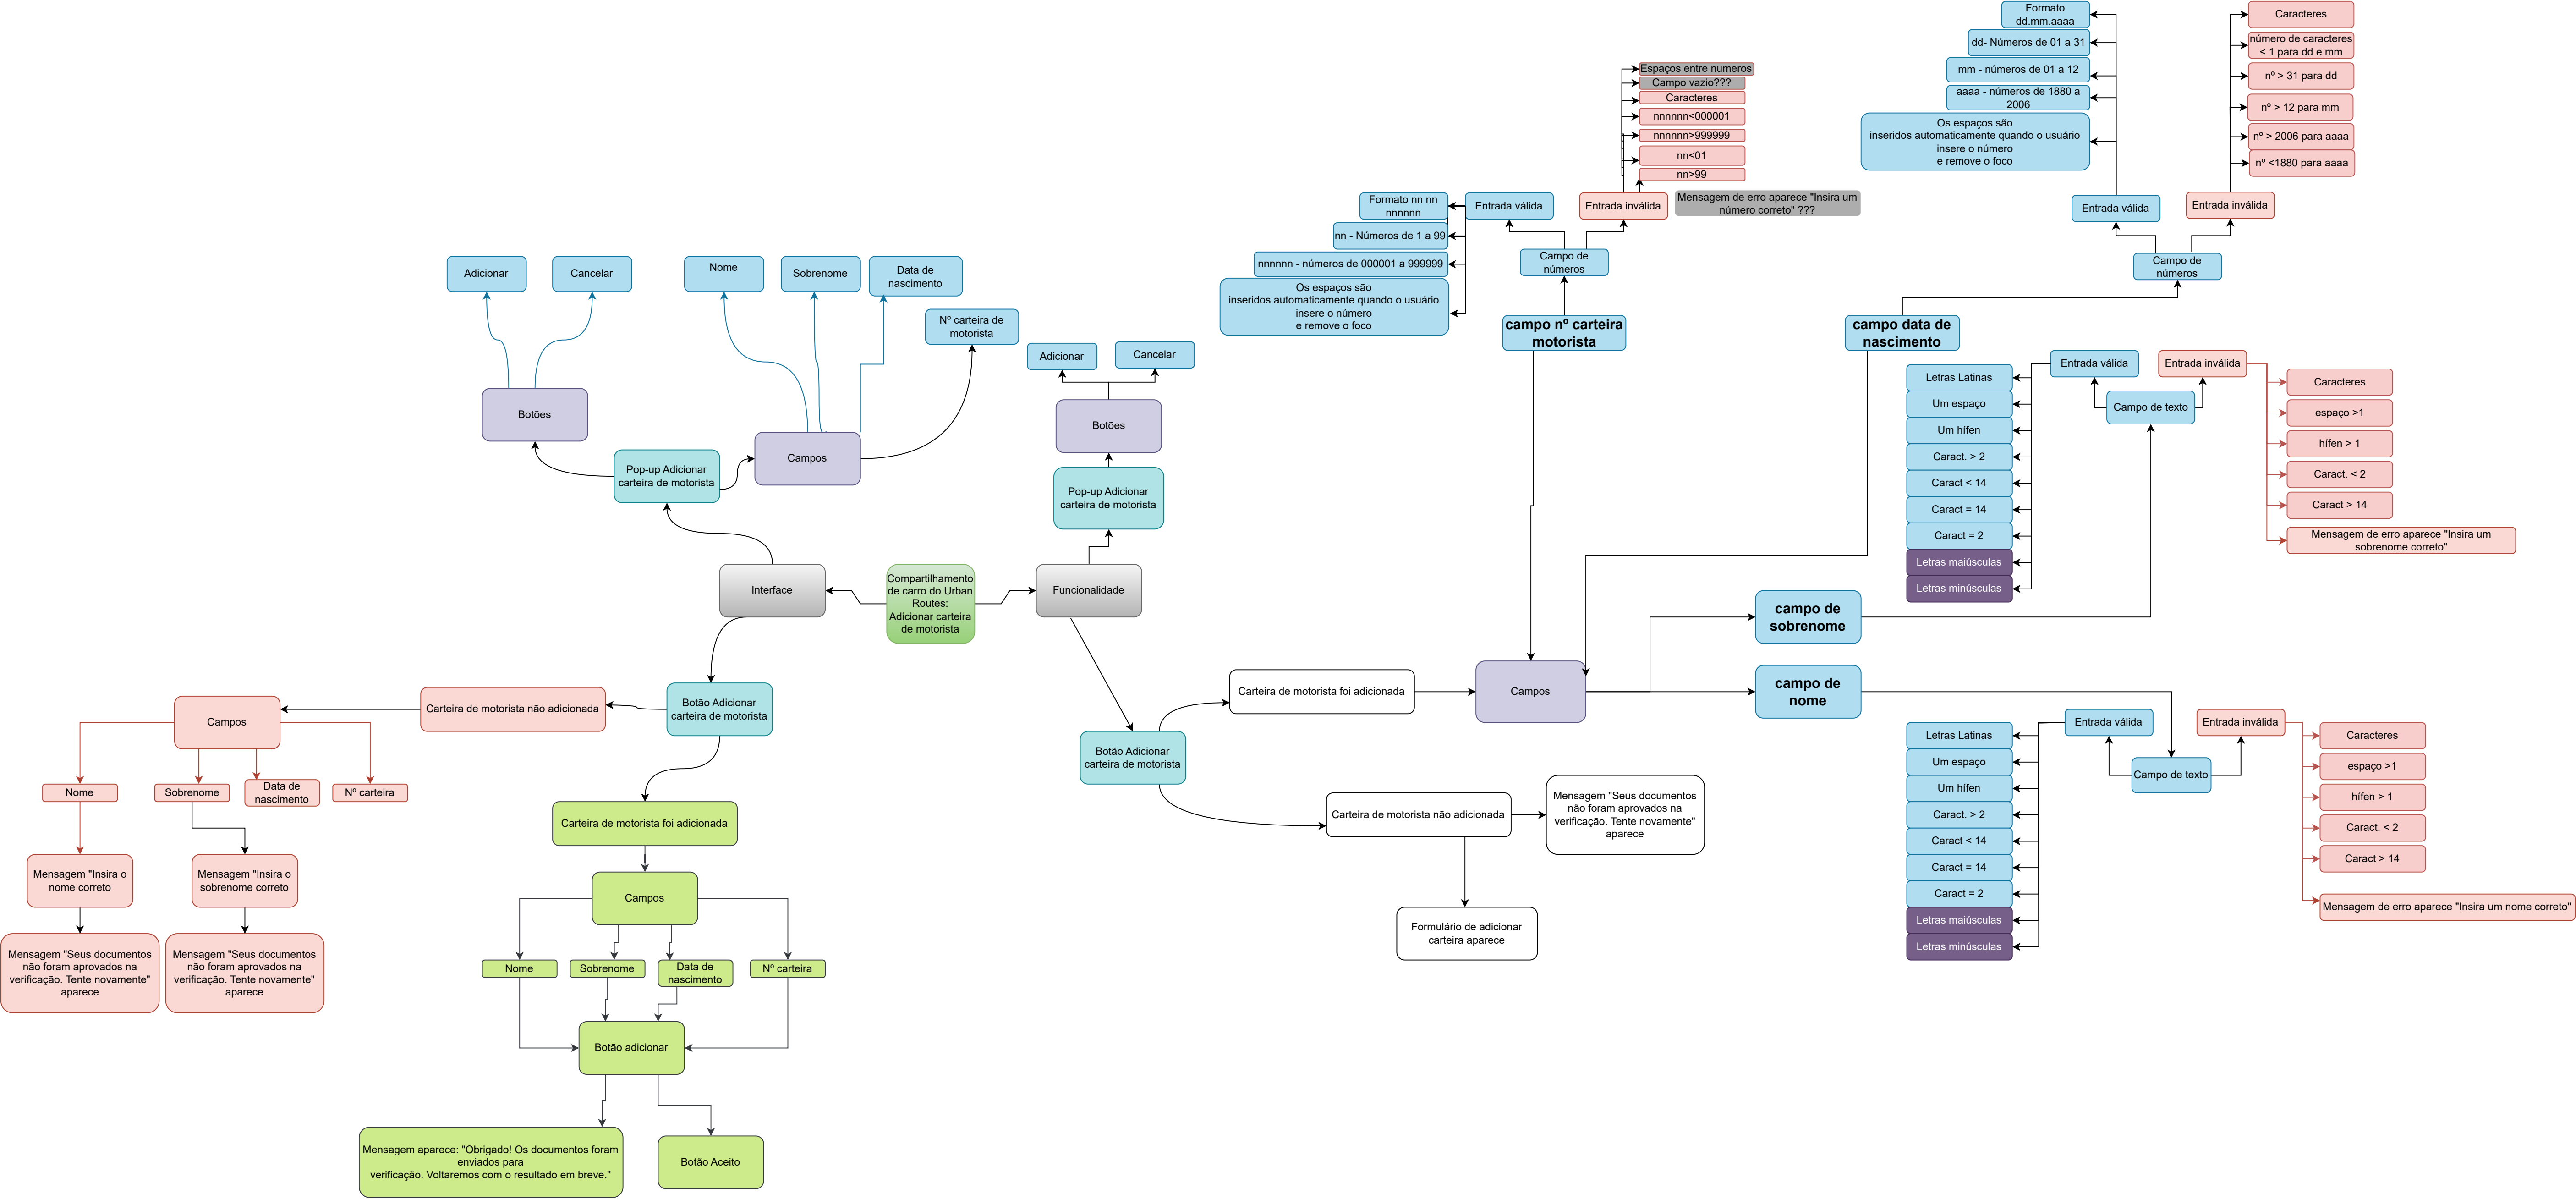 Formato
dd.mm.aaaa
dd- Números de 01 a 31
mm - números de 01 a 12
aaaa - números de 1880 a
2006
Os espaços são
inseridos automaticamente quando o usuário
insere o número
e remove o foco
Caracteres
número de caracteres
< 1 para dd e mm
nº > 31 para dd
nº > 12 para mm
nº > 2006 para aaaa
nº <1880 para aaaa
Entrada válida
Entrada inválida
Campo de
números
Espaços entre numeros
Campo vazio???
Caracteres
nnnnnn<000001
nnnnnn>999999
nn<01
nn>99
Mensagem de erro aparece "Insira um
número correto" ???
Formato nn nn
nnnnnn
nn - Números de 1 a 99
nnnnnn - números de 000001 a 999999
Os espaços são
inseridos automaticamente quando o usuário
insere o número
e remove o foco
Entrada válida
Entrada inválida
Campo de
números
campo nº carteira
motorista
campo data de
nascimento
Adicionar
Cancelar
Nome
Sobrenome
Data de
nascimento
Nº carteira de
motorista
Botões
Campos
Pop-up Adicionar
carteira de motorista
Adicionar
Cancelar
Botões
Pop-up Adicionar
carteira de motorista
Interface
Compartilhamento
de carro do Urban
Routes:
Adicionar carteira
de motorista
Funcionalidade
Entrada válida
Entrada inválida
Campo de texto
Letras Latinas
Um espaço
Um hífen
Caract. > 2
Caract < 14
Caract = 14
Caract = 2
Letras maiúsculas
Letras minúsculas
Caracteres
espaço >1
hífen > 1
Caract. < 2
Caract > 14
Mensagem de erro aparece "Insira um
sobrenome correto"
campo de
sobrenome
campo de
nome
Campos
Carteira de motorista foi adicionada
Botão Adicionar
carteira de motorista
Carteira de motorista não adicionada
Mensagem "Seus documentos
não foram aprovados na
verificação. Tente novamente"
aparece
Formulário de adicionar
carteira aparece
Entrada válida
Entrada inválida
Campo de texto
Letras Latinas
Um espaço
Um hífen
Caract. > 2
Caract < 14
Caract = 14
Caract = 2
Letras maiúsculas
Letras minúsculas
Caracteres
espaço >1
hífen > 1
Caract. < 2
Caract > 14
Mensagem de erro aparece "Insira um nome correto"
Botão Adicionar
carteira de motorista
Carteira de motorista não adicionada
Campos
Nome
Sobrenome
Data de
nascimento
Nº carteira
Mensagem "Insira o
nome correto
Mensagem "Insira o
sobrenome correto
Mensagem "Seus documentos
não foram aprovados na
verificação. Tente novamente"
aparece
Mensagem "Seus documentos
não foram aprovados na
verificação. Tente novamente"
aparece
Carteira de motorista foi adicionada
Campos
Nome
Sobrenome
Data de
nascimento
Nº carteira
Botão adicionar
Mensagem aparece: "Obrigado! Os documentos foram
enviados para
verificação. Voltaremos com o resultado em breve."
Botão Aceito